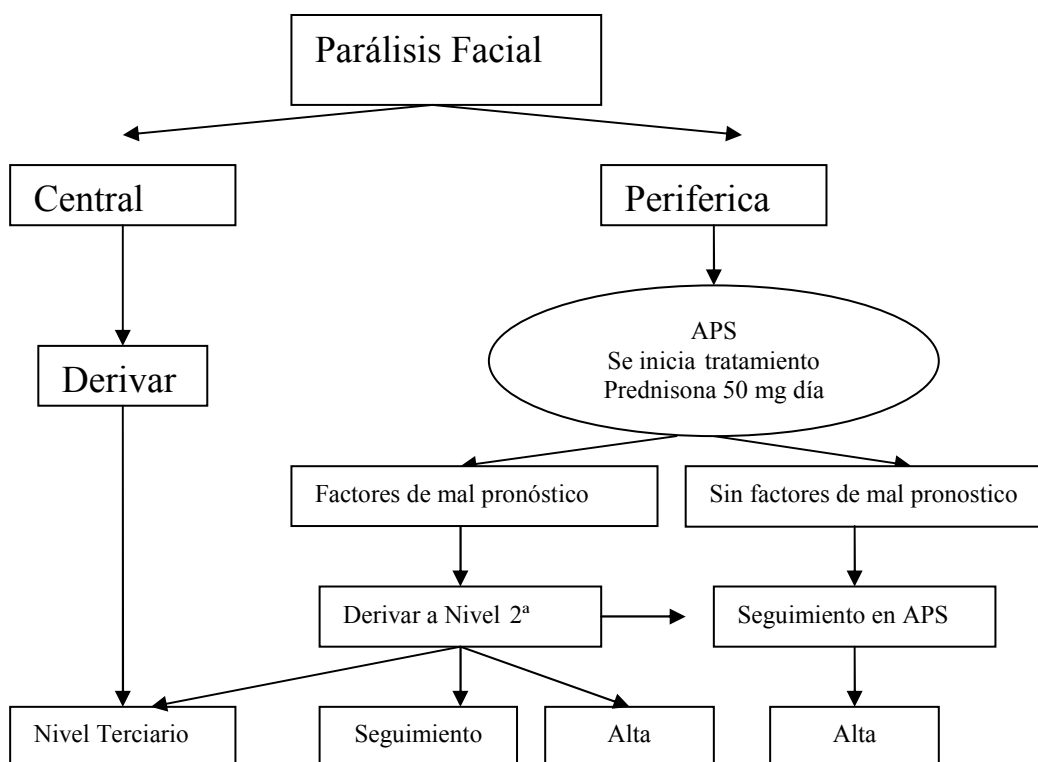 Parálisis Facial
Central
Periferica
APS
Se inicia tratamiento
Prednisona 50 mg día
Derivar
Factores de mal pronóstico
Sin factores de mal pronostico
Derivar a Nivel 2ª
Seguimiento en APS
Nivel Terciario
Seguimiento
Alta
Alta